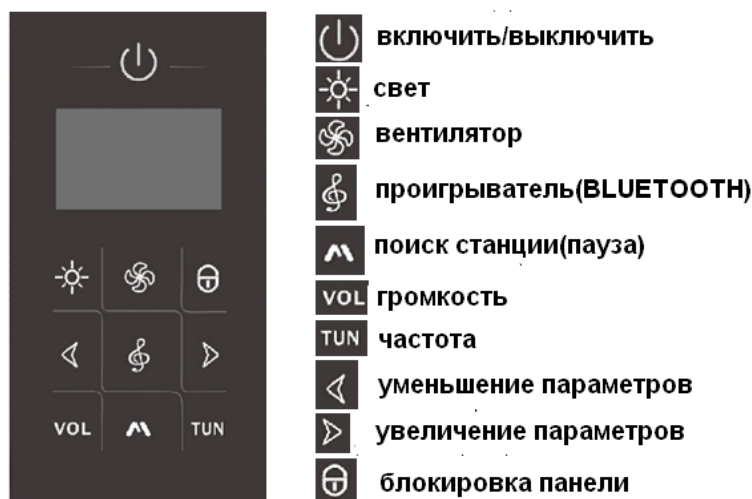 VOL
TUN
включить/выключить
свет
вентилятор
проигрыватель(BLUETOOTH)
поиск станции(пауза)
VOL громкость
TUN частота
уменьшение параметров
увеличение параметров
блокировка панели